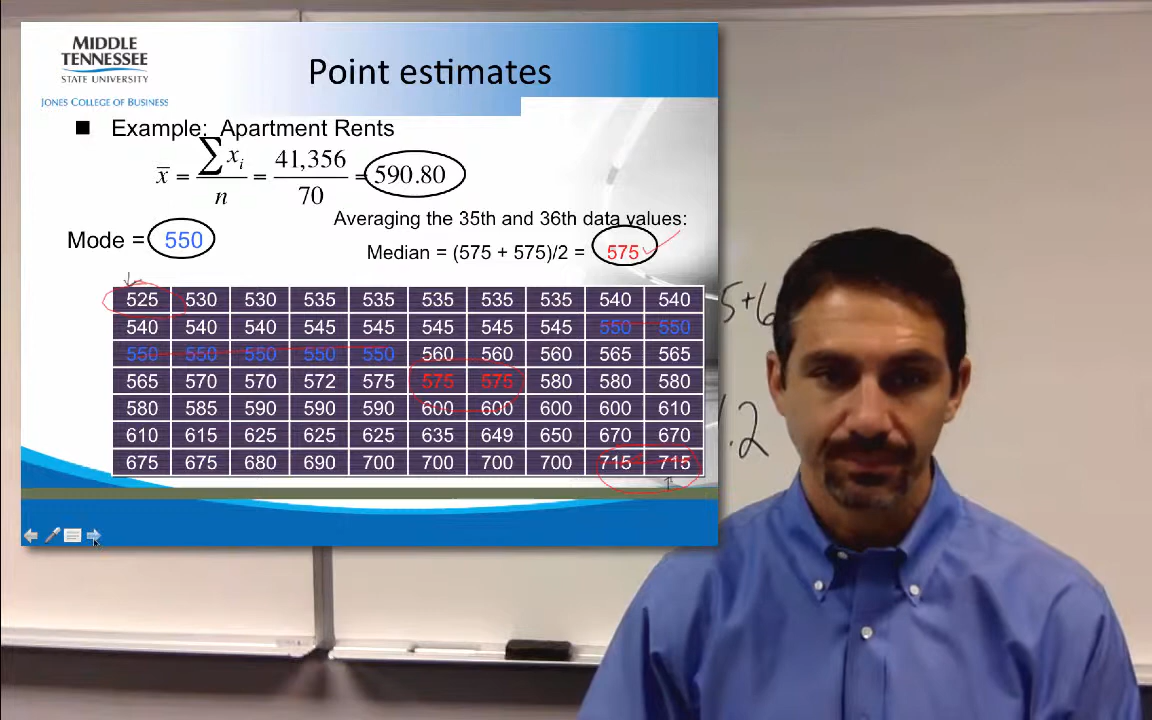 MIDDLE
TENNESSEE
STATE UNIVERSITY
JONES COLLEGE OF BUSINESS
Point estimates
Example: Apartment Rents
x̄ = ∑xᵢ / n = 41,356 / 70 = 590.80
Averaging the 35th and 36th data values:
Mode = 550
Median = (575 + 575)/2 = 575
525 530 530 535 535 535 535 535 540 540
540 540 540 545 545 545 545 545 550 550
550 550 550 550 550 560 560 560 565 565
565 570 570 572 575 575 575 580 580 580
580 585 590 590 590 600 600 600 600 610
610 615 625 625 625 635 649 650 670 670
675 675 680 690 700 700 700 700 715 715
5+6
.2